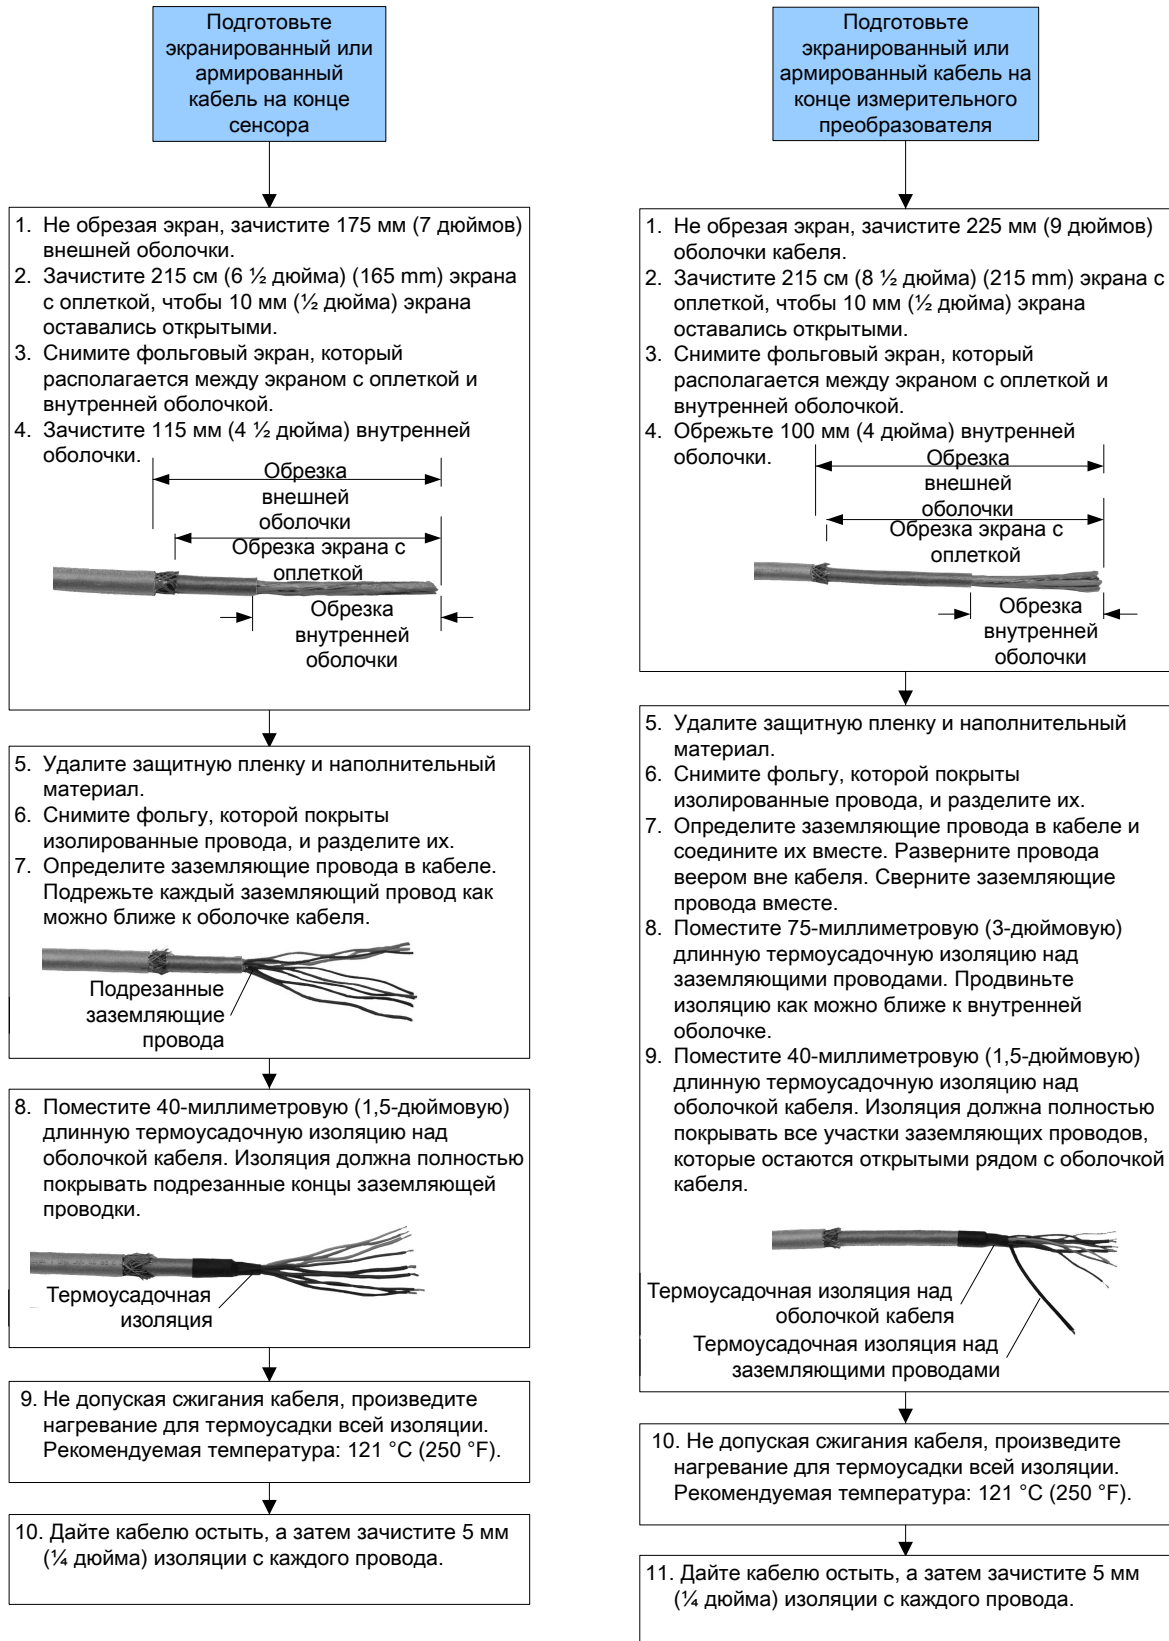 Подготовьте
экранированный или
армированный
кабель на конце
сенсора
1. Не обрезая экран, зачистите 175 мм (7 дюймов)
внешней оболочки.
2. Зачистите 215 см (6 ½ дюйма) (165 mm) экрана
с оплеткой, чтобы 10 мм (½ дюйма) экрана
оставались открытыми.
3. Снимите фольговый экран, который
располагается между экраном с оплеткой и
внутренней оболочкой.
4. Зачистите 115 мм (4 ½ дюйма) внутренней
оболочки.
Обрезка
внешней
оболочки
Обрезка экрана с
оплеткой
Обрезка
внутренней
оболочки
5. Удалите защитную пленку и наполнительный
материал.
6. Снимите фольгу, которой покрыты
изолированные провода, и разделите их.
7. Определите заземляющие провода в кабеле.
Подрежьте каждый заземляющий провод как
можно ближе к оболочке кабеля.
Подрезанные
заземляющие
провода
8. Поместите 40-миллиметровую (1,5-дюймовую)
длинную термоусадочную изоляцию над
оболочкой кабеля. Изоляция должна полностью
покрывать подрезанные концы заземляющей
проводки.
Термоусадочная
изоляция
9. Не допуская сжигания кабеля, произведите
нагревание для термоусадки всей изоляции.
Рекомендуемая температура: 121 °C (250 °F).
10. Дайте кабелю остыть, а затем зачистите 5 мм
(¼ дюйма) изоляции с каждого провода.
Подготовьте
экранированный или
армированный кабель на
конце измерительного
преобразователя
1. Не обрезая экран, зачистите 225 мм (9 дюймов)
оболочки кабеля.
2. Зачистите 215 см (8 ½ дюйма) (215 mm) экрана с
оплеткой, чтобы 10 мм (½ дюйма) экрана
оставались открытыми.
3. Снимите фольговый экран, который
располагается между экраном с оплеткой и
внутренней оболочкой.
4. Обрежьте 100 мм (4 дюйма) внутренней
оболочки.
Обрезка
внешней
оболочки
Обрезка экрана с
оплеткой
Обрезка
внутренней
оболочки
5. Удалите защитную пленку и наполнительный
материал.
6. Снимите фольгу, которой покрыты
изолированные провода, и разделите их.
7. Определите заземляющие провода в кабеле и
соедините их вместе. Разверните провода
веером вне кабеля. Сверните заземляющие
провода вместе.
8. Поместите 75-миллиметровую (3-дюймовую)
длинную термоусадочную изоляцию над
заземляющими проводами. Продвиньте
изоляцию как можно ближе к внутренней
оболочке.
9. Поместите 40-миллиметровую (1,5-дюймовую)
длинную термоусадочную изоляцию над
оболочкой кабеля. Изоляция должна полностью
покрывать все участки заземляющих проводов,
которые остаются открытыми рядом с оболочкой
кабеля.
Термоусадочная изоляция над
оболочкой кабеля
Термоусадочная изоляция над
заземляющими проводами
10. Не допуская сжигания кабеля, произведите
нагревание для термоусадки всей изоляции.
Рекомендуемая температура: 121 °C (250 °F).
11. Дайте кабелю остыть, а затем зачистите 5 мм
(¼ дюйма) изоляции с каждого провода.